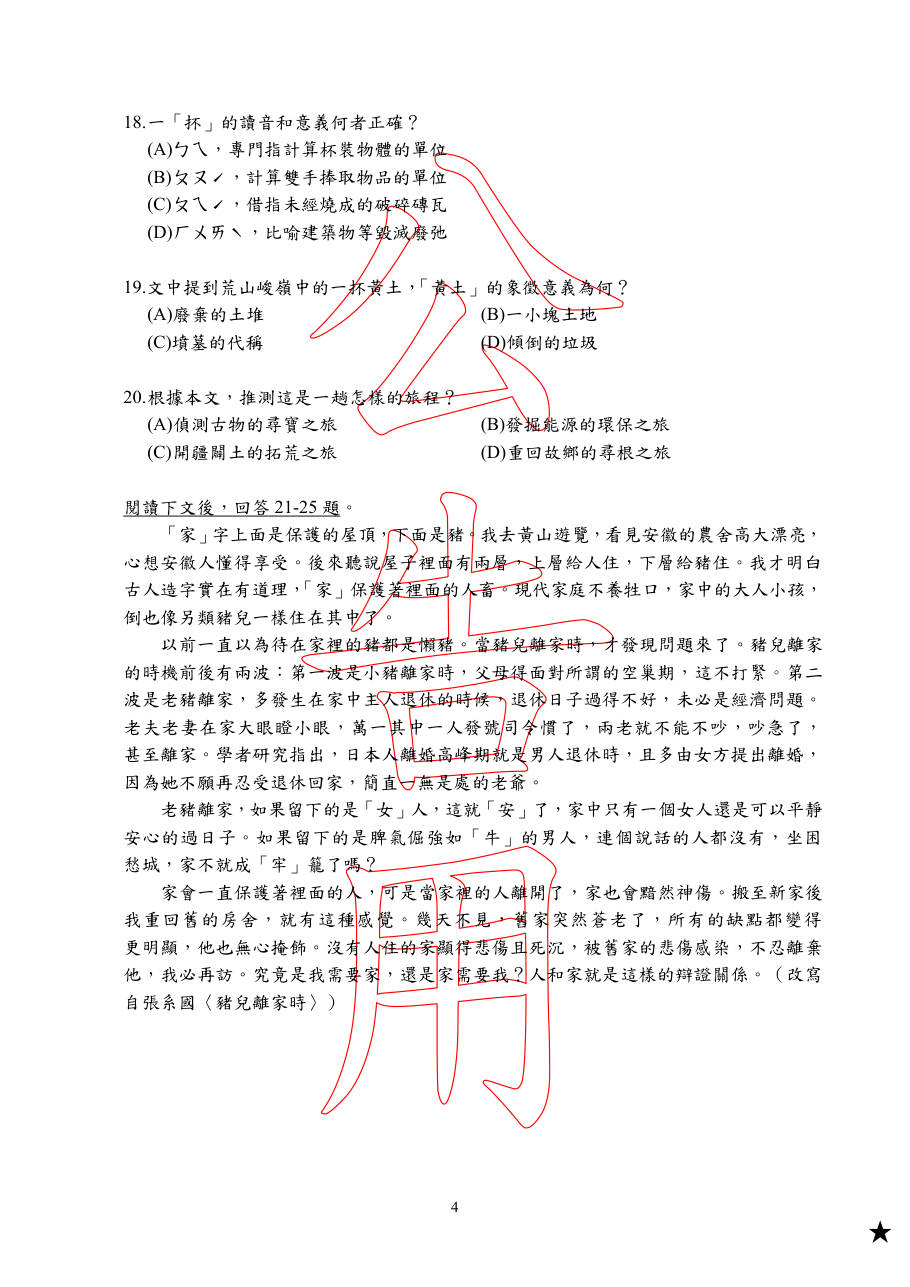 18.一「抔」的讀音和意義何者正確？
(A)ㄅㄟ，專門指計算杯裝物體的單位
(B)ㄆㄡˊ，計算雙手捧取物品的單位
(C)ㄆㄟˊ，借指未經燒成的破碎磚瓦
(D)ㄏㄨㄞˋ，比喻建築物等毀滅廢弛
19.文中提到荒山峻嶺中的一抔黃土，「黃土」的象徵意義為何？
(A)廢棄的土堆 (B)一小塊土地
(C)墳墓的代稱 (D)傾倒的垃圾
20.根據本文，推測這是一趟怎樣的旅程？
(A)偵測古物的尋寶之旅 (B)發掘能源的環保之旅
(C)開疆闢土的拓荒之旅 (D)重回故鄉的尋根之旅
閱讀下文後，回答 21-25 題。
「家」字上面是保護的屋頂，下面是豬。我去黃山遊覽，看見安徽的農舍高大漂亮，
心想安徽人懂得享受。後來聽說屋子裡面有兩層，上層給人住，下層給豬住。我才明白
古人造字實在有道理，「家」保護著裡面的人畜。現代家庭不養牲口，家中的大人小孩，
倒也像另類豬兒一樣住在其中了。
以前一直以為待在家裡的豬都是懶豬。當豬兒離家時，才發現問題來了。豬兒離家
的時機前後有兩波：第一波是小豬離家時，父母得面對所謂的空巢期，這不打緊。第二
波是老豬離家，多發生在家中主人退休的時候，退休日子過得不好，未必是經濟問題。
老夫老妻在家大眼瞪小眼，萬一其中一人發號司令慣了，兩老就不能不吵，吵急了，
甚至離家。學者研究指出，日本人離婚高峰期就是男人退休時，且多由女方提出離婚，
因為她不願再忍受退休回家，簡直一無是處的老爺。
老豬離家，如果留下的是「女」人，這就「安」了，家中只有一個女人還是可以平靜
安心的過日子。如果留下的是脾氣倔強如「牛」的男人，連個說話的人都沒有，坐困
愁城，家不就成「牢」籠了嗎？
家會一直保護著裡面的人，可是當家裡的人離開了，家也會黯然神傷。搬至新家後
我重回舊的房舍，就有這種感覺。幾天不見，舊家突然蒼老了，所有的缺點都變得
更明顯，他也無心掩飾。沒有人住的家顯得悲傷且死沉，被舊家的悲傷感染，不忍離棄
他，我必再訪。究竟是我需要家，還是家需要我？人和家就是這樣的辯證關係。（改寫
自張系國〈豬兒離家時〉）
公告用
4
★